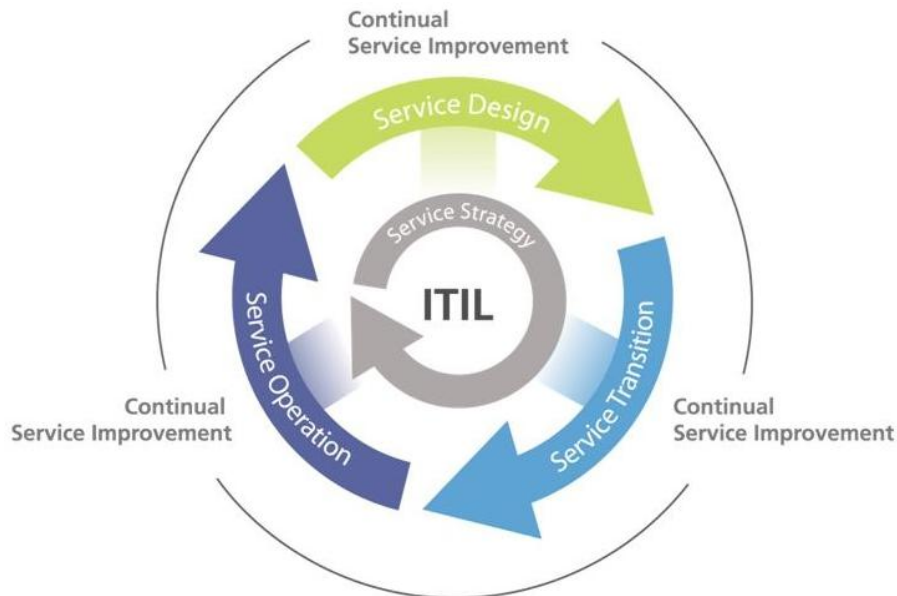 Continual
Service Improvement
Service Design
Service Strategy
ITIL
Service Operation
Service Transition
Continual
Service Improvement
Continual
Service Improvement